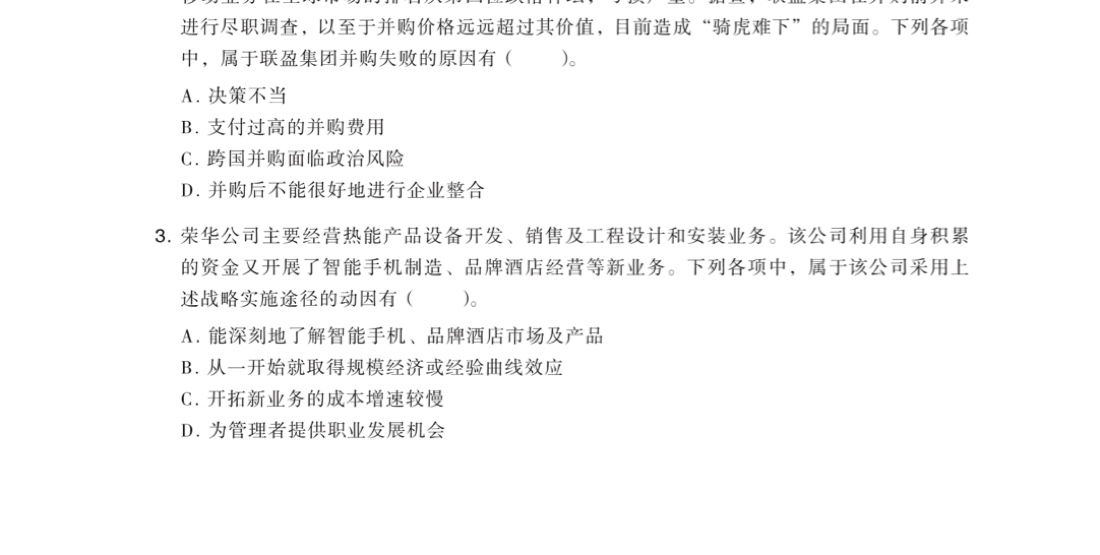 进行尽职调查，以至于并购价格远远超过其价值，目前造成“骑虎难下”的局面。下列各项
中，属于联盈集团并购失败的原因有（　　）。
A. 决策不当
B. 支付过高的并购费用
C. 跨国并购面临政治风险
D. 并购后不能很好地进行企业整合
3. 荣华公司主要经营热能产品设备开发、销售及工程设计和安装业务。该公司利用自身积累
的资金又开展了智能手机制造、品牌酒店经营等新业务。下列各项中，属于该公司采用上
述战略实施途径的动因有（　　）。
A. 能深刻地了解智能手机、品牌酒店市场及产品
B. 从一开始就取得规模经济或经验曲线效应
C. 开拓新业务的成本增速较慢
D. 为管理者提供职业发展机会